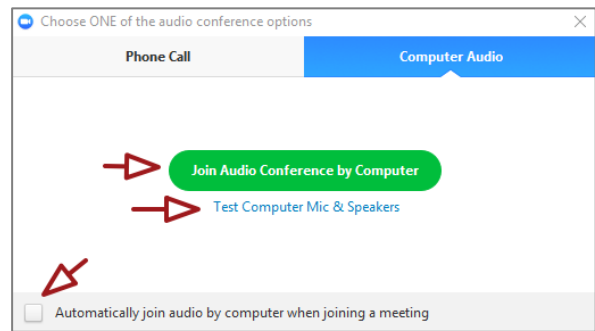 Choose ONE of the audio conference options
Phone Call
Computer Audio
Join Audio Conference by Computer
Test Computer Mic & Speakers
Automatically join audio by computer when joining a meeting